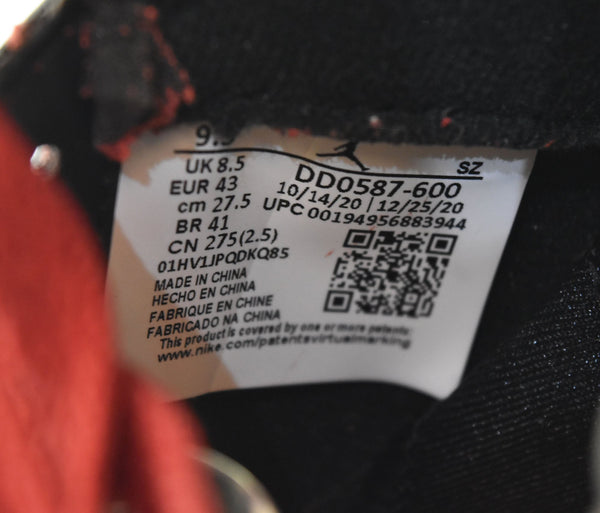 9.5
SZ
UK 8.5
EUR 43
cm 27.5
BR 41
CN 275(2.5)
01HV1JPQDKQ85
DD0587-600
10/14/20 | 12/25/20
UPC 00194956883944
MADE IN CHINA
HECHO EN CHINA
FABRIQUE EN CHINE
FABRICADO NA CHINA
This product is covered by one or more patents:
www.nike.com/patentsvirtualmarking